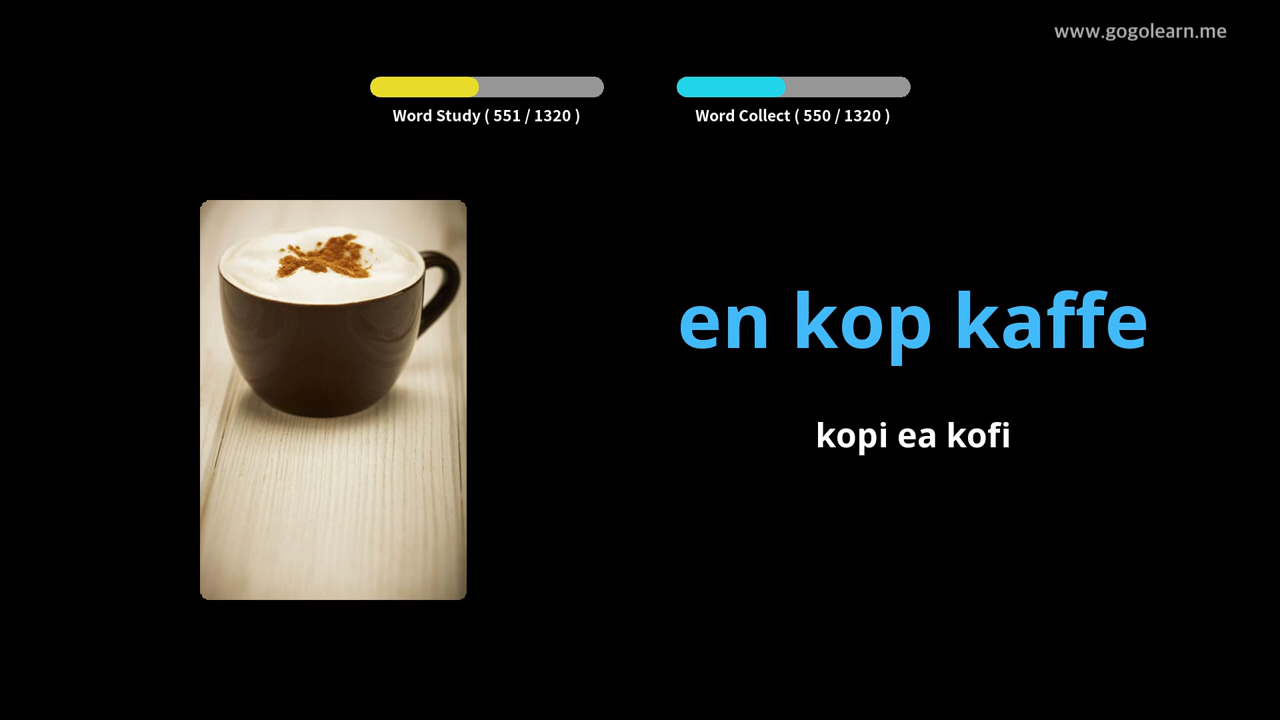 www.gogolearn.me
Word Study ( 551 / 1320 )
Word Collect ( 550 / 1320 )
en kop kaffe
kopi ea kofi